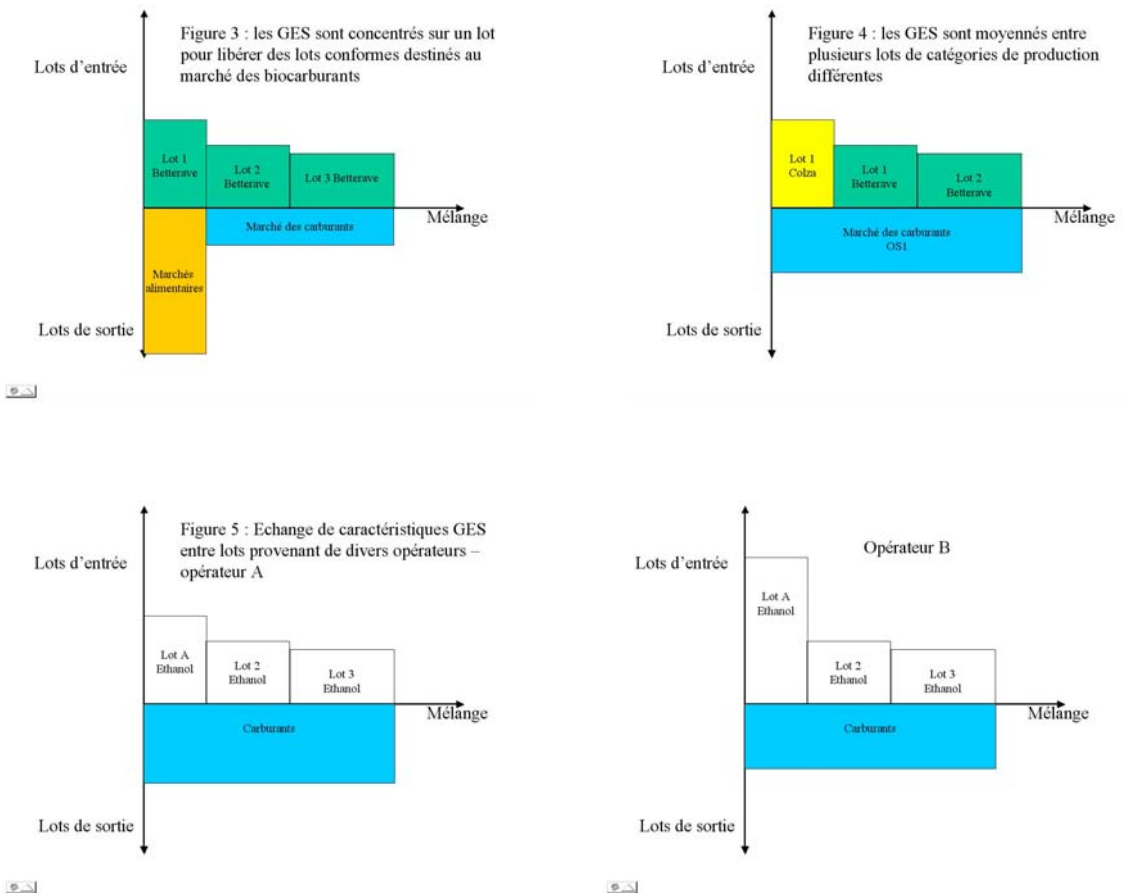 Figure 3 : les GES sont concentrés sur un lot
pour libérer des lots conformes destinés au
marché des biocarburants
Lots d'entrée
Lot 1
Betterave
Lot 2
Betterave
Lot 3 Betterave
Mélange
Marché des carburants
Marchés
alimentaires
Lots de sortie
Figure 4 : les GES sont moyennés entre
plusieurs lots de catégories de production
différentes
Lots d'entrée
Lot 1
Colza
Lot 1
Betterave
Lot 2
Betterave
Mélange
Marché des carburants
OS1
Lots de sortie
Figure 5 : Echange de caractéristiques GES
entre lots provenant de divers opérateurs –
opérateur A
Lots d'entrée
Lot A
Ethanol
Lot 2
Ethanol
Lot 3
Ethanol
Mélange
Carburants
Lots de sortie
Opérateur B
Lots d'entrée
Lot A
Ethanol
Lot 2
Ethanol
Lot 3
Ethanol
Mélange
Carburants
Lots de sortie